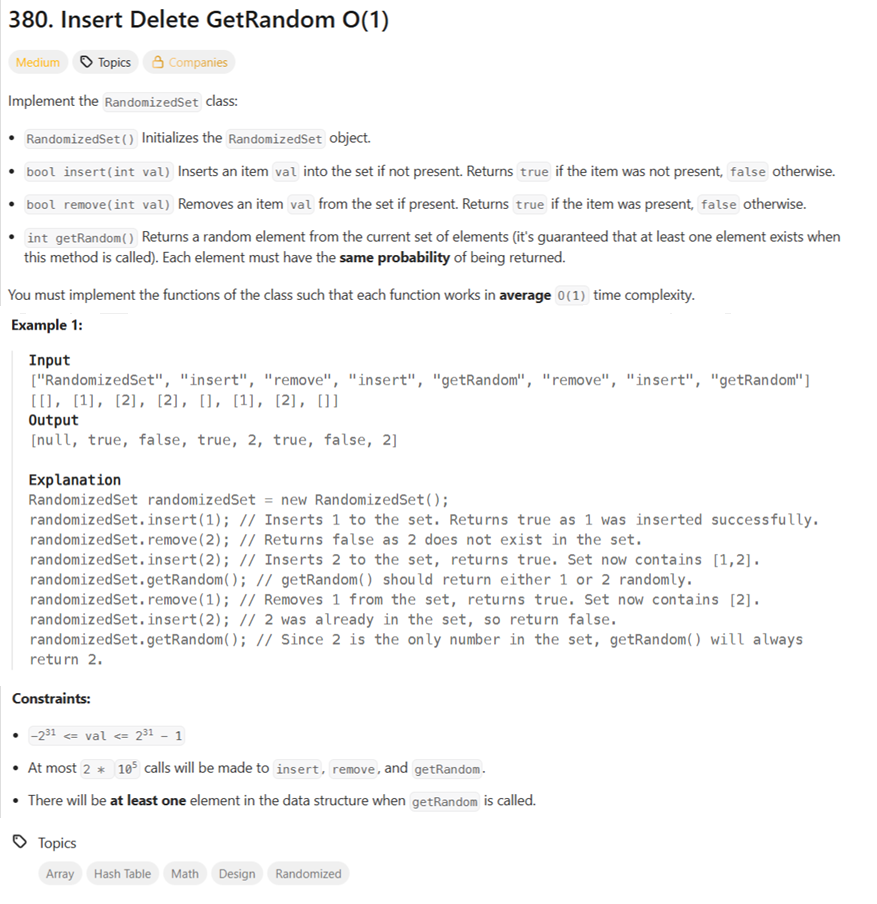 380. Insert Delete GetRandom O(1)
Medium Topics Companies
Implement the RandomizedSet class:
• RandomizedSet() Initializes the RandomizedSet object.
• bool insert(int val) Inserts an item val into the set if not present. Returns true if the item was not present, false otherwise.
• bool remove(int val) Removes an item val from the set if present. Returns true if the item was present, false otherwise.
• int getRandom() Returns a random element from the current set of elements (it's guaranteed that at least one element exists when
this method is called). Each element must have the same probability of being returned.
You must implement the functions of the class such that each function works in average O(1) time complexity.
Example 1:
Input
["RandomizedSet", "insert", "remove", "insert", "getRandom", "remove", "insert", "getRandom"]
[[], [1], [2], [2], [], [1], [2], []]
Output
[null, true, false, true, 2, true, false, 2]
Explanation
RandomizedSet randomizedSet = new RandomizedSet();
randomizedSet.insert(1); // Inserts 1 to the set. Returns true as 1 was inserted successfully.
randomizedSet.remove(2); // Returns false as 2 does not exist in the set.
randomizedSet.insert(2); // Inserts 2 to the set, returns true. Set now contains [1,2].
randomizedSet.getRandom(); // getRandom() should return either 1 or 2 randomly.
randomizedSet.remove(1); // Removes 1 from the set, returns true. Set now contains [2].
randomizedSet.insert(2); // 2 was already in the set, so return false.
randomizedSet.getRandom(); // Since 2 is the only number in the set, getRandom() will always
return 2.
Constraints:
• -2³¹ <= val <= 2³¹ - 1
• At most 2 * 10⁵ calls will be made to insert, remove, and getRandom.
• There will be at least one element in the data structure when getRandom is called.
Topics
Array Hash Table Math Design Randomized